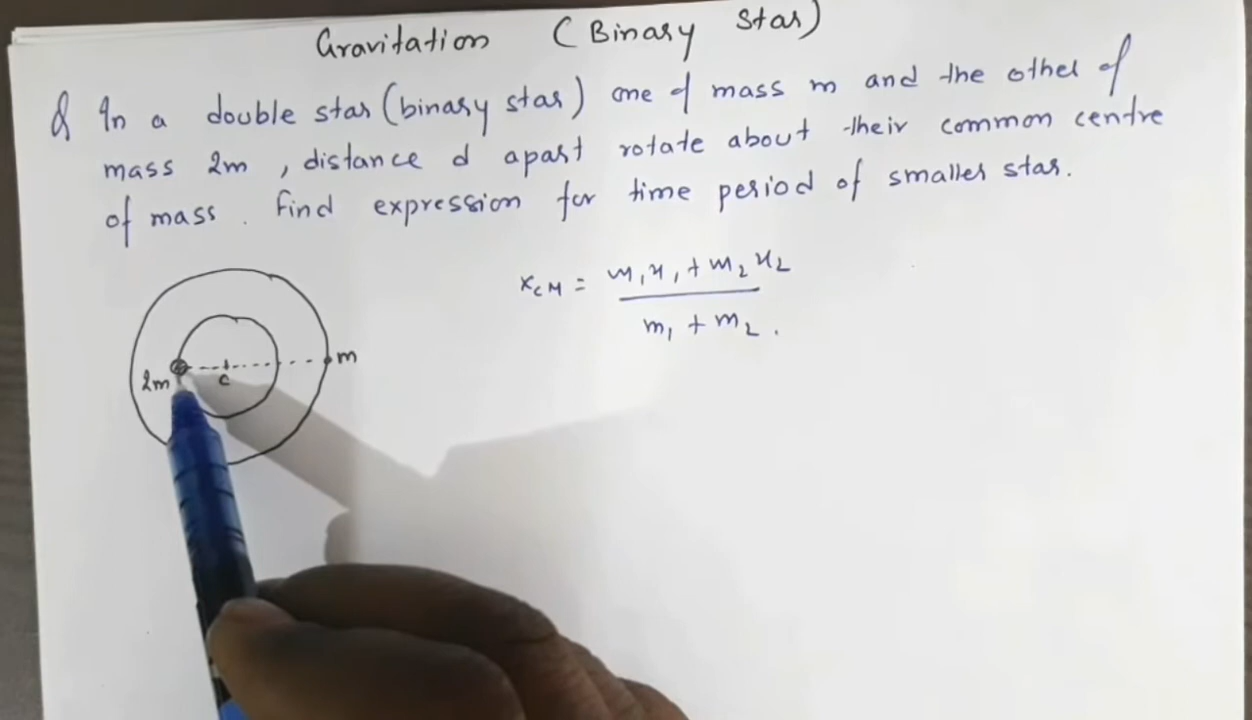 Gravitation (Binary Star)
Q In a double star (binary star) one of mass m and the other of
mass 2m, distance d apart rotate about their common centre
of mass. Find expression for time period of smaller star.
x_CM = m₁x₁ + m₂x₂
m₁ + m₂.
2m
c
m